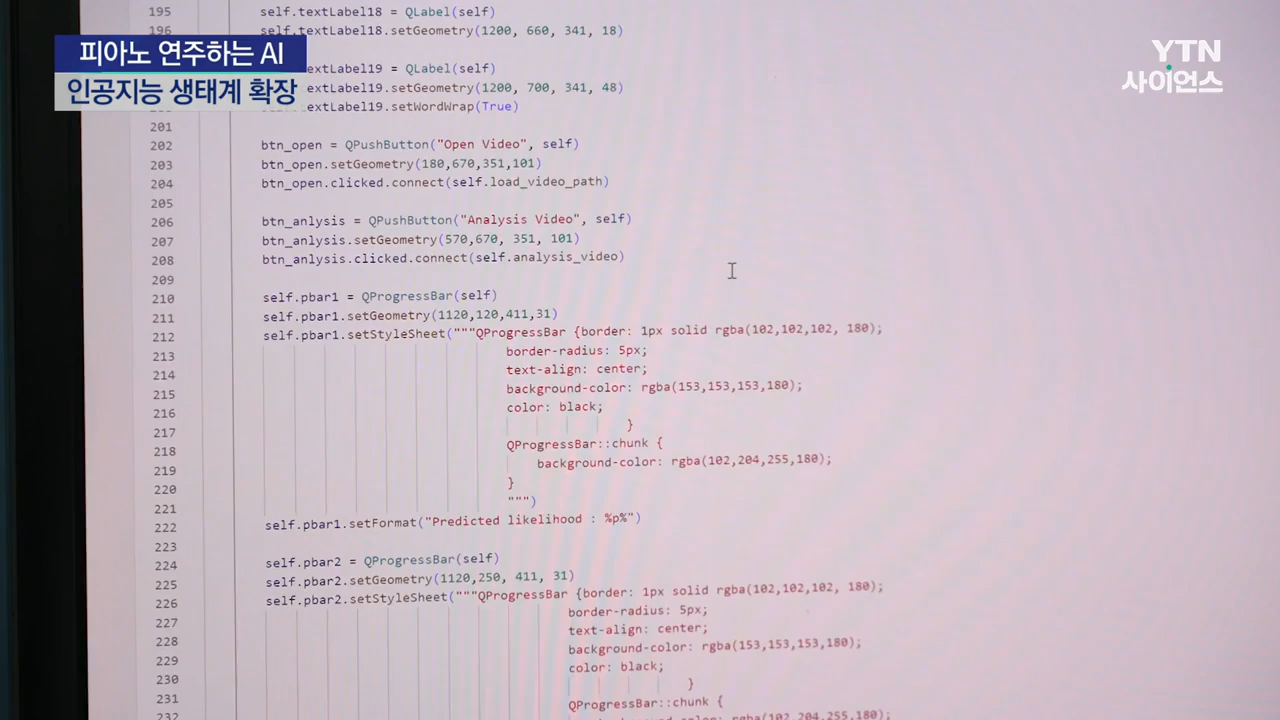 피아노 연주하는 AI
인공지능 생태계 확장
YTN
사이언스
195 self.textLabel18 = QLabel(self)
196 self.textLabel18.setGeometry(1200, 660, 341, 18)
extLabel19 = QLabel(self)
extLabel19.setGeometry(1200, 700, 341, 48)
extLabel19.setWordWrap(True)
201
202 btn_open = QPushButton("Open Video", self)
203 btn_open.setGeometry(180,670,351,101)
204 btn_open.clicked.connect(self.load_video_path)
205
206 btn_anlysis = QPushButton("Analysis Video", self)
207 btn_anlysis.setGeometry(570,670, 351, 101)
208 btn_anlysis.clicked.connect(self.analysis_video)
209
210 self.pbar1 = QProgressBar(self)
211 self.pbar1.setGeometry(1120,120,411,31)
212 self.pbar1.setStyleSheet("""QProgressBar {border: 1px solid rgba(102,102,102, 180);
213 border-radius: 5px;
214 text-align: center;
215 background-color: rgba(153,153,153,180);
216 color: black;
217 }
218 QProgressBar::chunk {
219 background-color: rgba(102,204,255,180);
220 }
221 """)
222 self.pbar1.setFormat("Predicted likelihood : %p%")
223
224 self.pbar2 = QProgressBar(self)
225 self.pbar2.setGeometry(1120,250, 411, 31)
226 self.pbar2.setStyleSheet("""QProgressBar {border: 1px solid rgba(102,102,102, 180);
227 border-radius: 5px;
228 text-align: center;
229 background-color: rgba(153,153,153,180);
230 color: black;
231 }
232 QProgressBar::chunk {
background-color: rgba(102,204,255,180);